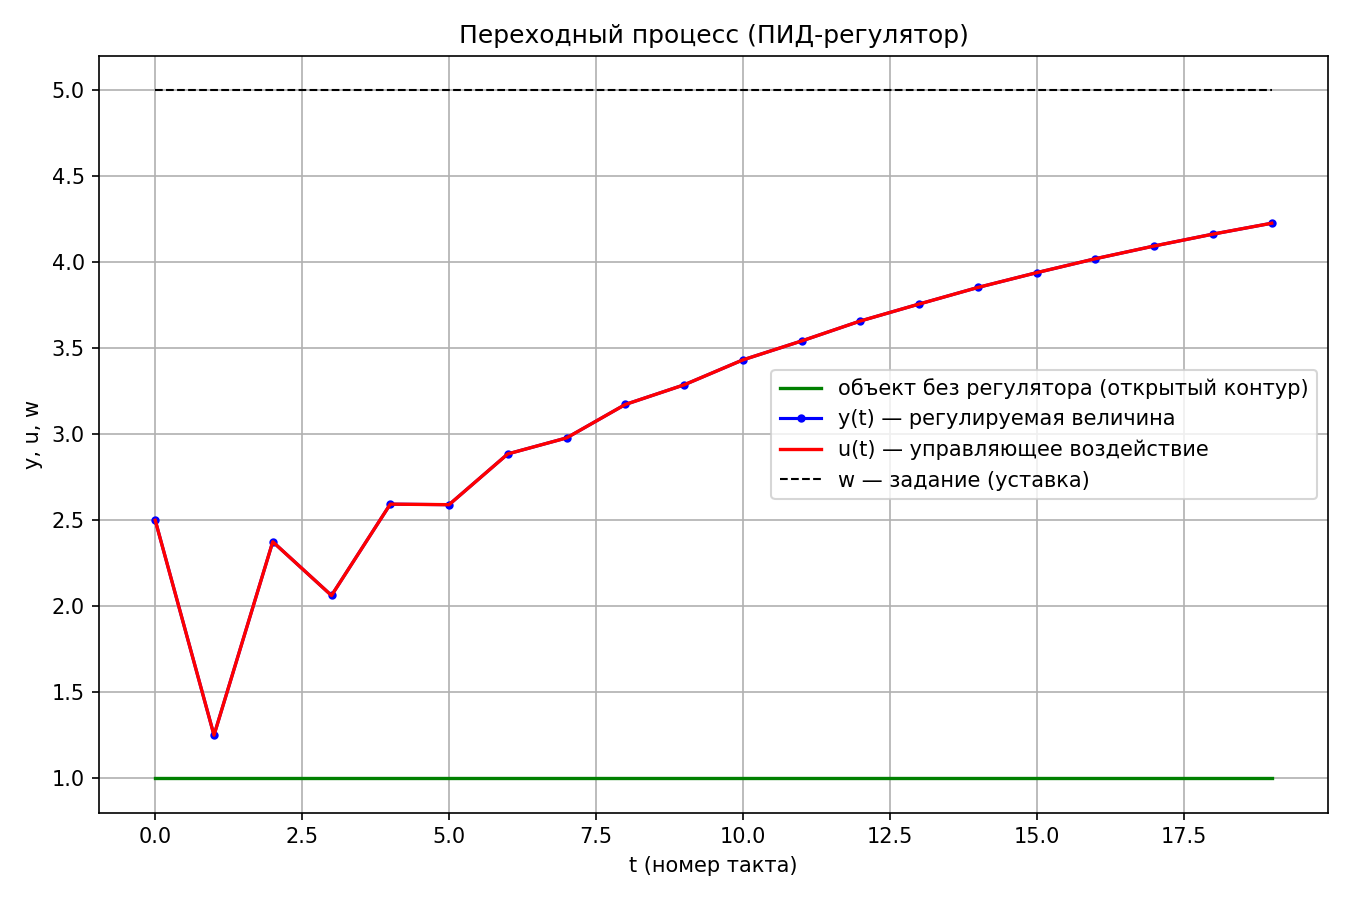 Переходный процесс (ПИД-регулятор)
y, u, w
5.0
4.5
4.0
3.5
3.0
2.5
2.0
1.5
1.0
объект без регулятора (открытый контур)
y(t) — регулируемая величина
u(t) — управляющее воздействие
w — задание (уставка)
0.0 2.5 5.0 7.5 10.0 12.5 15.0 17.5
t (номер такта)